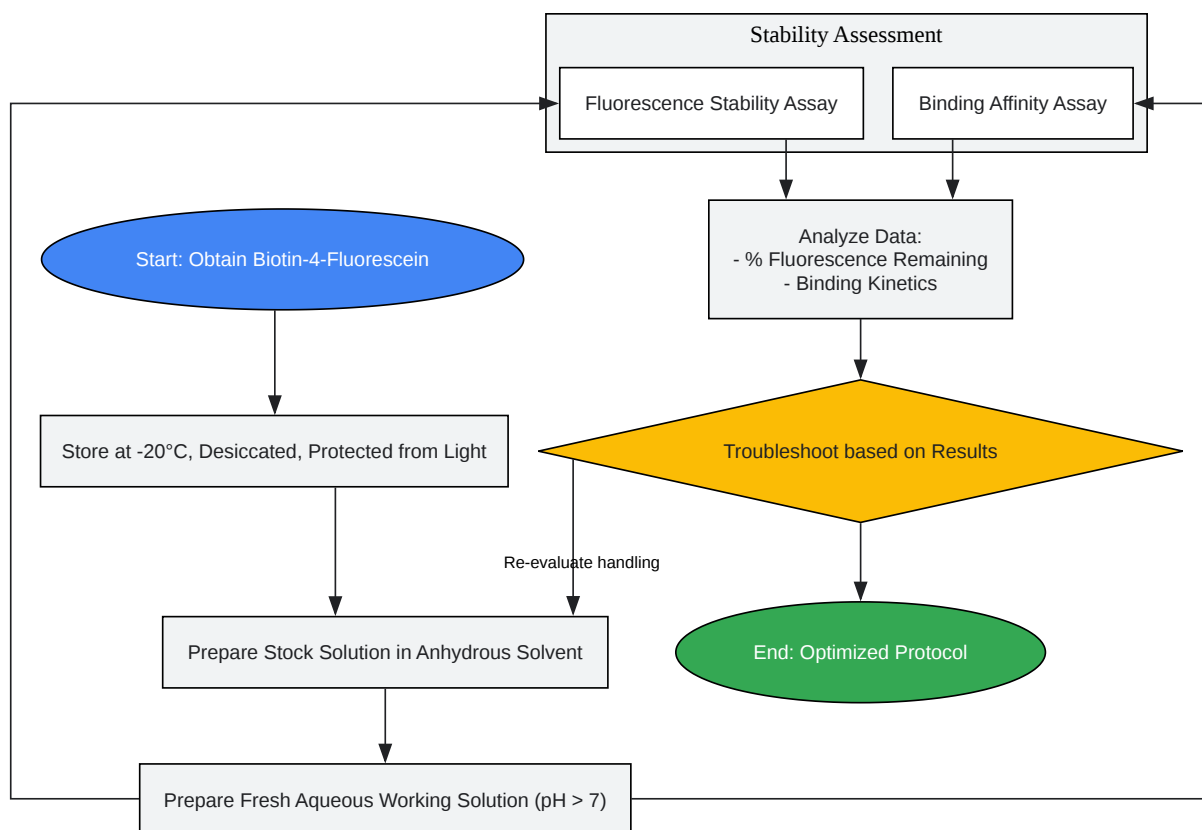 Stability Assessment
Fluorescence Stability Assay
Binding Affinity Assay
Start: Obtain Biotin-4-Fluorescein
Analyze Data:
- % Fluorescence Remaining
- Binding Kinetics
Store at -20°C, Desiccated, Protected from Light
Troubleshoot based on Results
Re-evaluate handling
Prepare Stock Solution in Anhydrous Solvent
End: Optimized Protocol
Prepare Fresh Aqueous Working Solution (pH > 7)